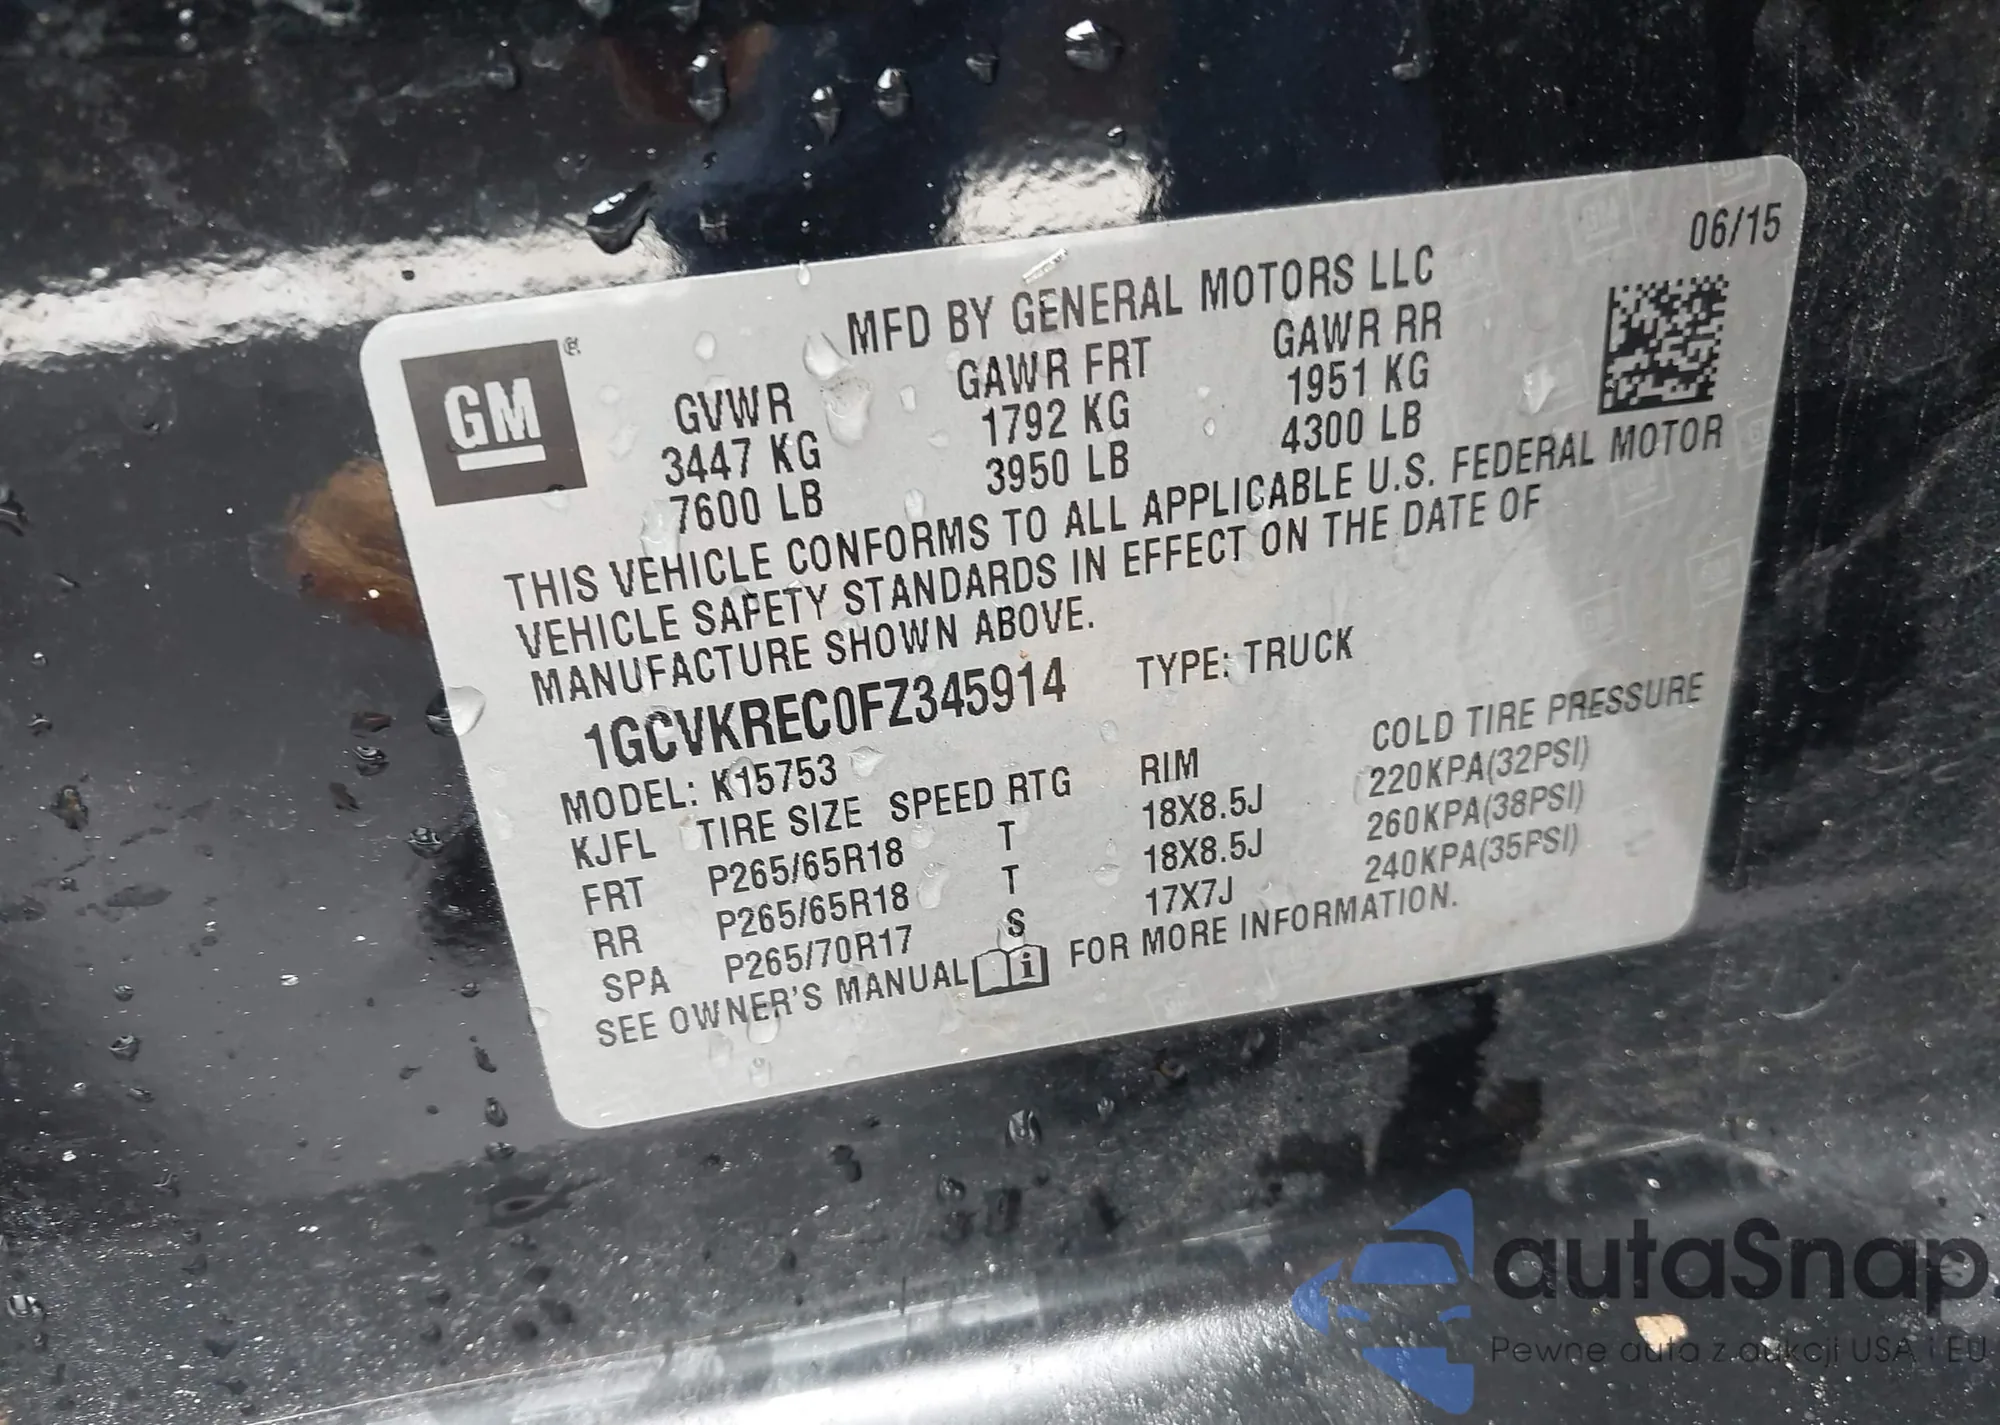 06/15
MFD BY GENERAL MOTORS LLC
GM
®
GVWR GAWR FRT GAWR RR
3447 KG 1792 KG 1951 KG
7600 LB 3950 LB 4300 LB
THIS VEHICLE CONFORMS TO ALL APPLICABLE U.S. FEDERAL MOTOR
VEHICLE SAFETY STANDARDS IN EFFECT ON THE DATE OF
MANUFACTURE SHOWN ABOVE.
1GCVKREC0FZ345914 TYPE: TRUCK
MODEL: K15753
KJFL TIRE SIZE SPEED RTG RIM COLD TIRE PRESSURE
FRT P265/65R18 T 18X8.5J 220KPA(32PSI)
RR P265/65R18 T 18X8.5J 260KPA(38PSI)
SPA P265/70R17 S 17X7J 240KPA(35PSI)
SEE OWNER'S MANUAL i FOR MORE INFORMATION.
autaSnap.
Pewne auta z aukcji USA i EU